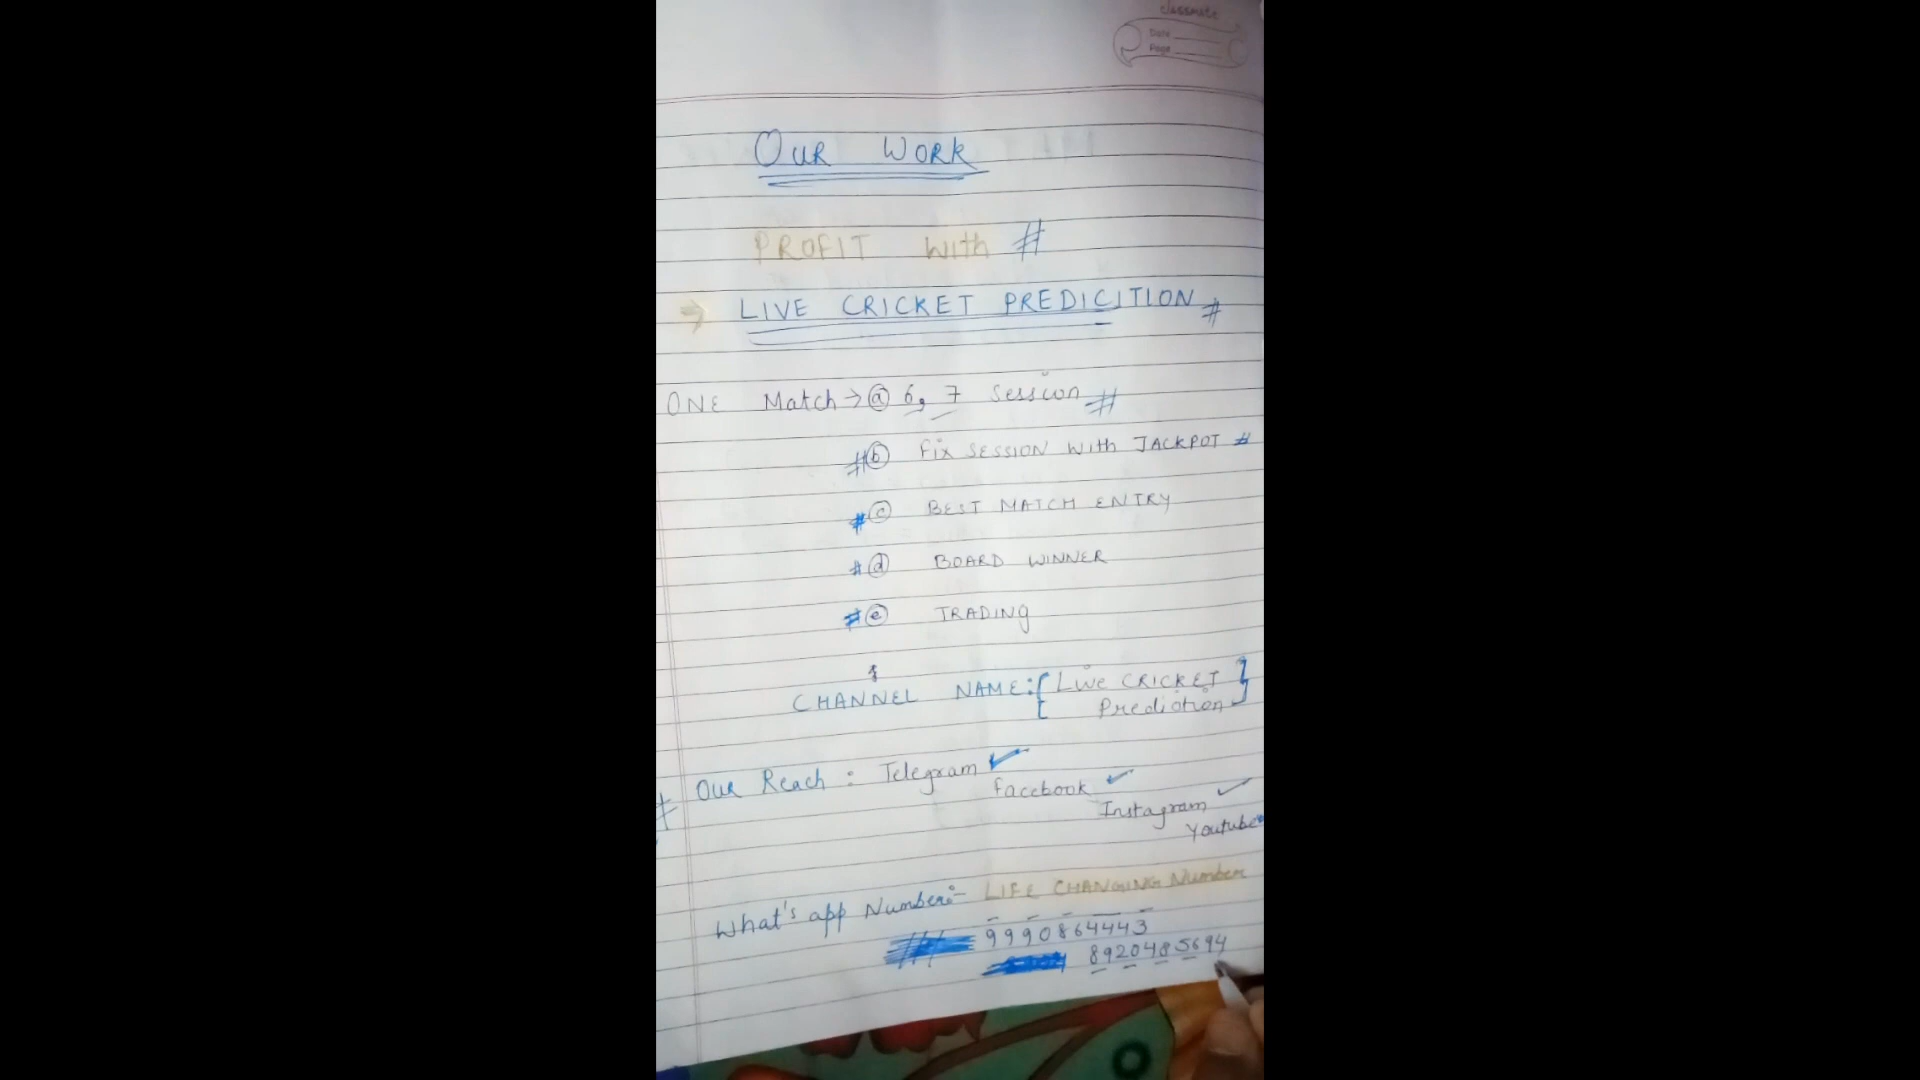 classmate
Date
Page
OUR WORK
PROFIT With #
⇒ LIVE CRICKET PREDICITION #
ONE Match → ⓐ 6, 7 Session #
# ⓑ Fix SESSION With JACKPOT #
# ⓒ BEST MATCH ENTRY
# ⓓ BOARD WINNER
# ⓔ TRADINg
CHANNEL NAME:{ Live CRICKET }
Prediction
# OUR Reach : Telegram ✓
facebook ✓
Instagram ✓
Youtube
What's app Number:- LIFE CHANGING Number
9990864443
8920485694